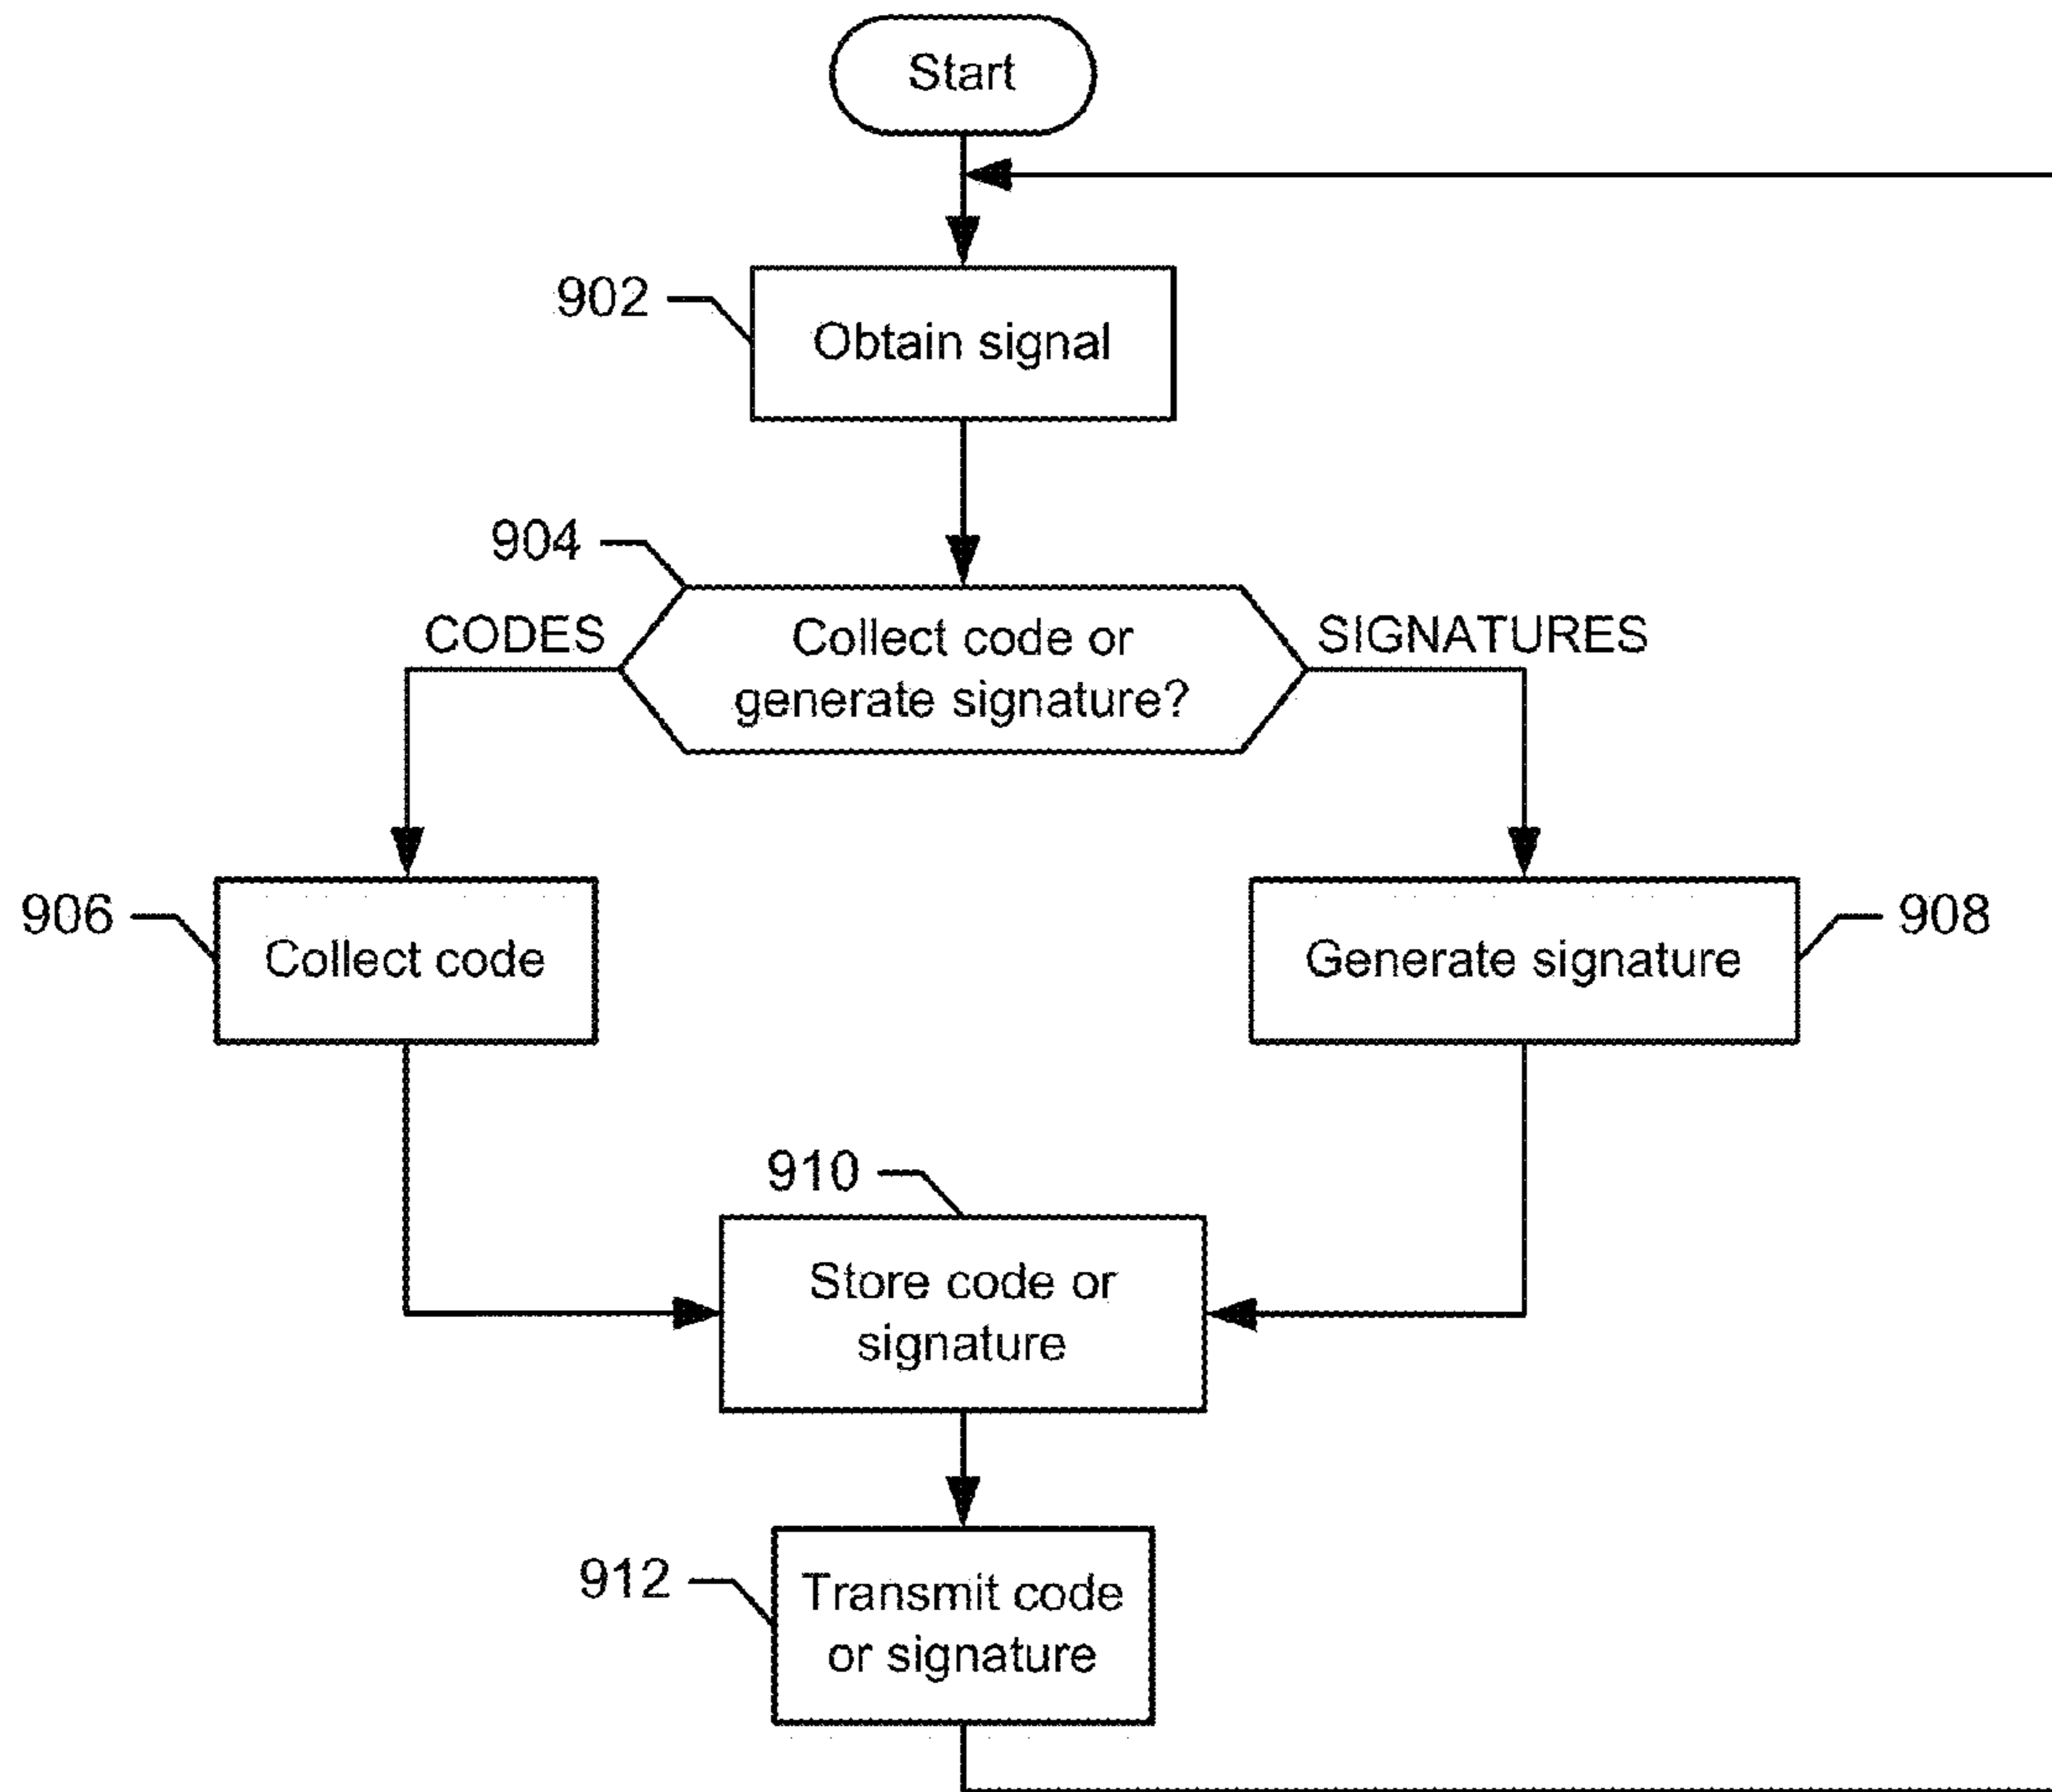 Start
902
Obtain signal
904
CODES
Collect code or
generate signature?
SIGNATURES
906
Collect code
Generate signature
908
910
Store code or
signature
912
Transmit code
or signature